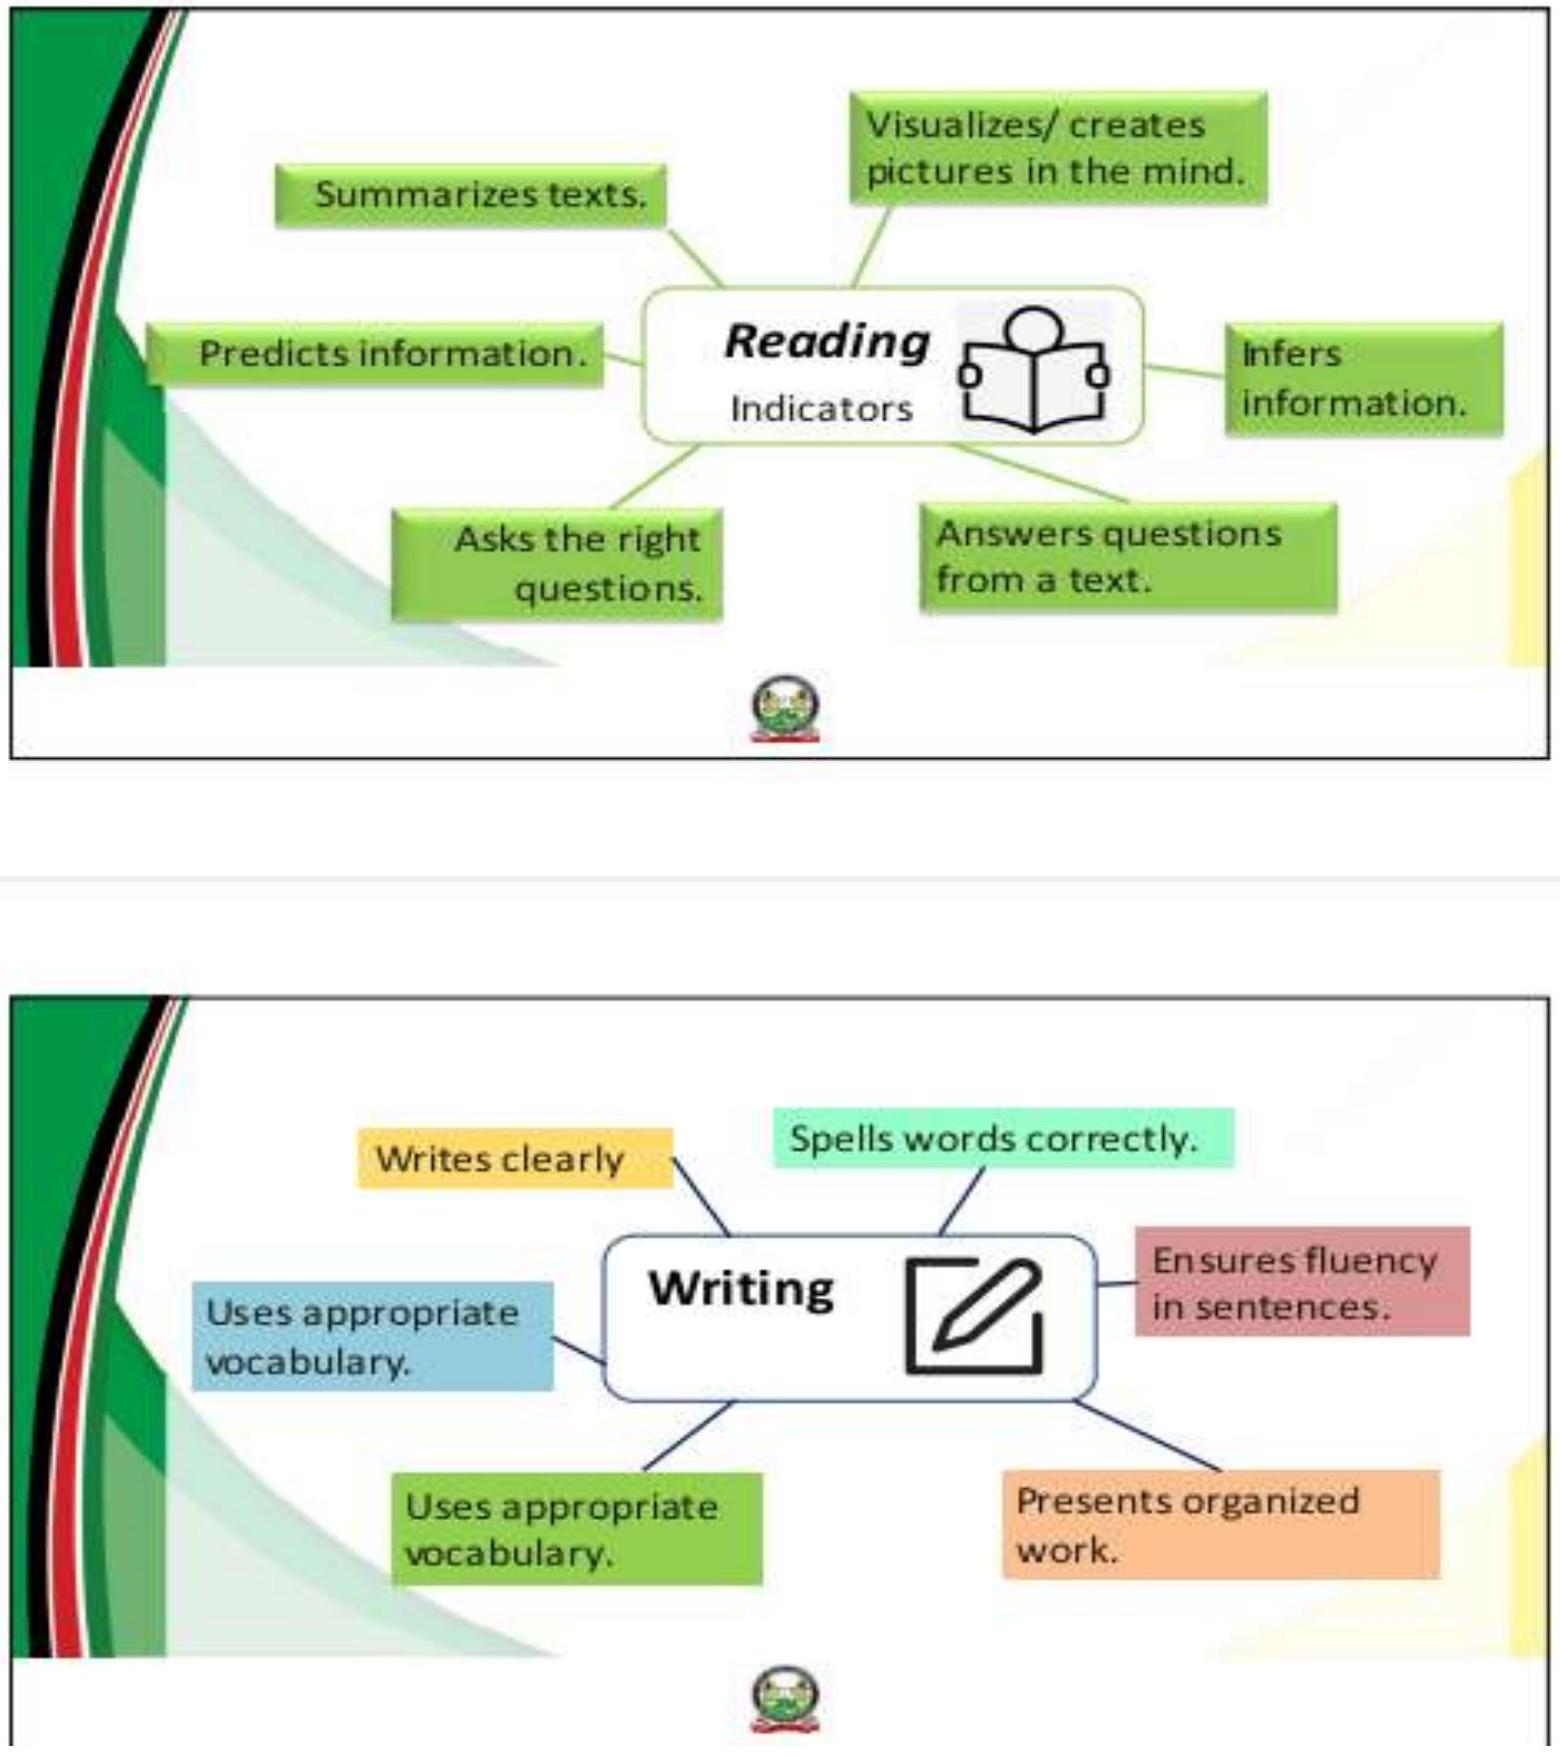 Visualizes/ creates
pictures in the mind.
Summarizes texts.
Reading
Indicators
Predicts information.
Infers
information.
Asks the right
questions.
Answers questions
from a text.
Spells words correctly.
Writes clearly
Writing
Ensures fluency
in sentences.
Uses appropriate
vocabulary.
Uses appropriate
vocabulary.
Presents organized
work.